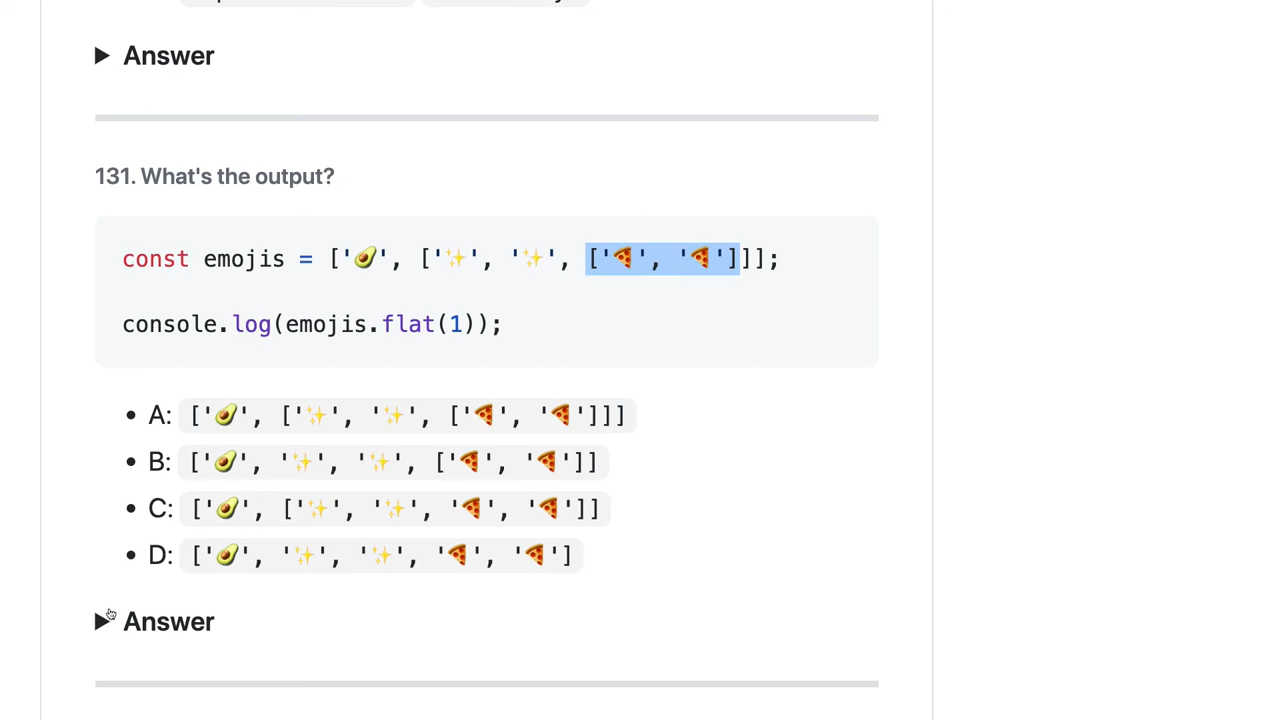 Answer
131. What's the output?
const emojis = ['🥑', ['✨', '✨', ['🍕', '🍕']]];
console.log(emojis.flat(1));
• A: ['🥑', ['✨', '✨', ['🍕', '🍕']]]
• B: ['🥑', '✨', '✨', ['🍕', '🍕']]
• C: ['🥑', ['✨', '✨', '🍕', '🍕']]
• D: ['🥑', '✨', '✨', '🍕', '🍕']
Answer